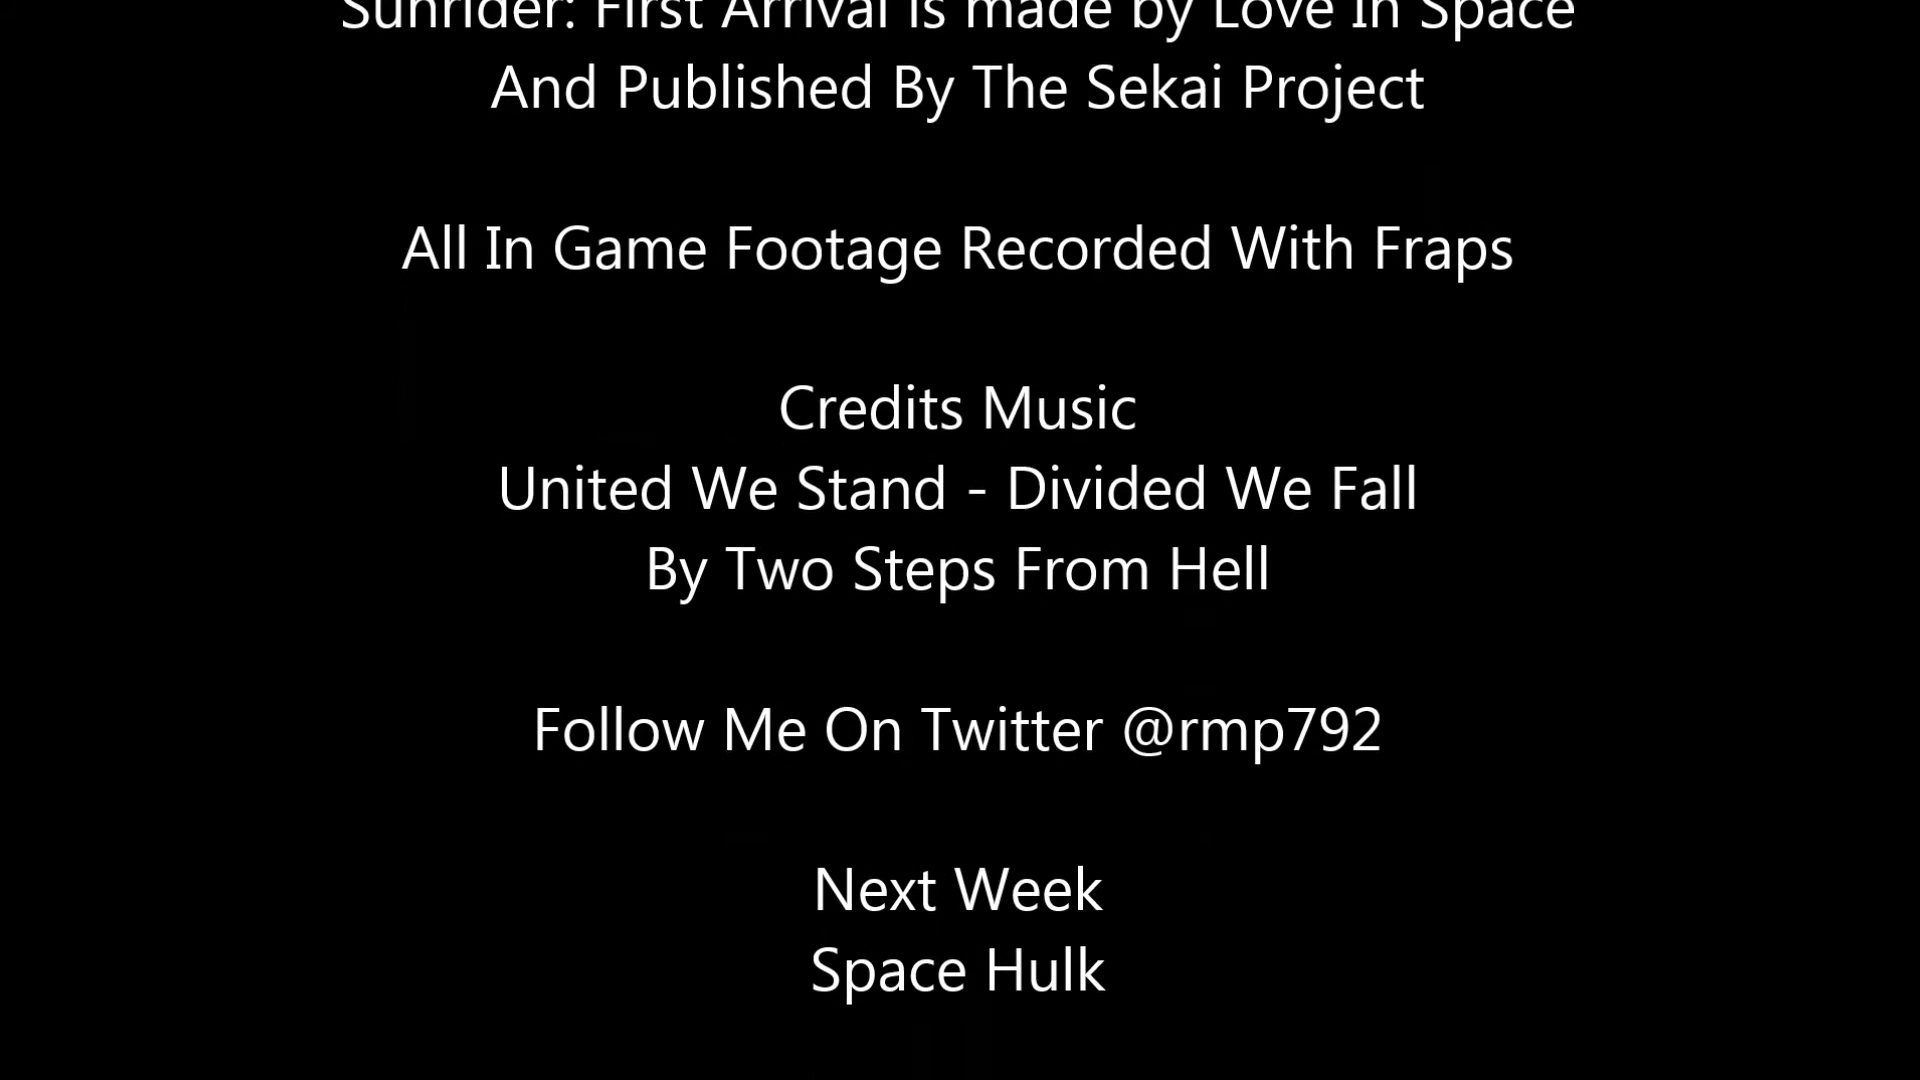 Sunrider: First Arrival is made by Love In Space
And Published By The Sekai Project
All In Game Footage Recorded With Fraps
Credits Music
United We Stand - Divided We Fall
By Two Steps From Hell
Follow Me On Twitter @rmp792
Next Week
Space Hulk